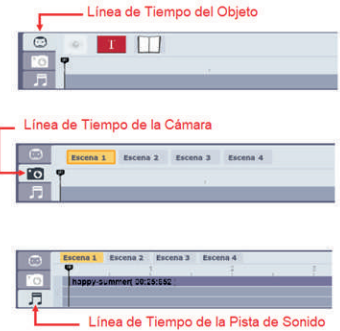 Línea de Tiempo del Objeto
T
Línea de Tiempo de la Cámara
Escena 1 Escena 2 Escena 3 Escena 4
Escena 1 Escena 2 Escena 3 Escena 4
happy-summer( 00:25:652 )
Línea de Tiempo de la Pista de Sonido